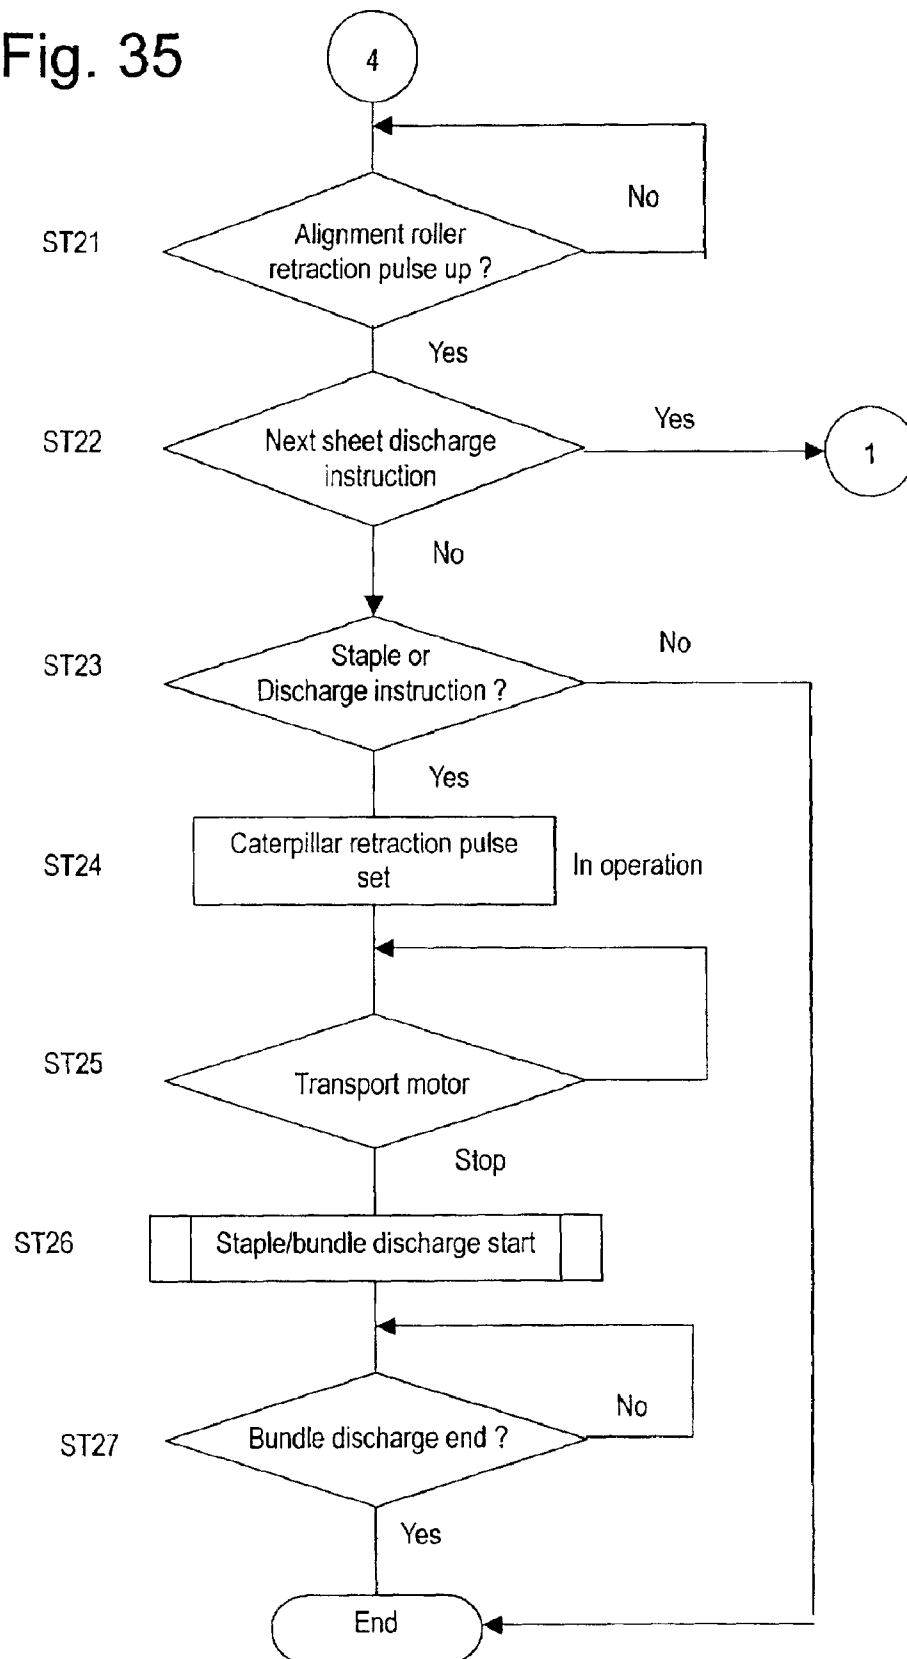 Fig. 35
4
No
ST21
Alignment roller
retraction pulse up ?
Yes
ST22
Next sheet discharge
instruction
Yes
1
No
ST23
Staple or
Discharge instruction ?
No
Yes
ST24
Caterpillar retraction pulse
set
In operation
ST25
Transport motor
Stop
ST26
Staple/bundle discharge start
ST27
Bundle discharge end ?
No
Yes
End